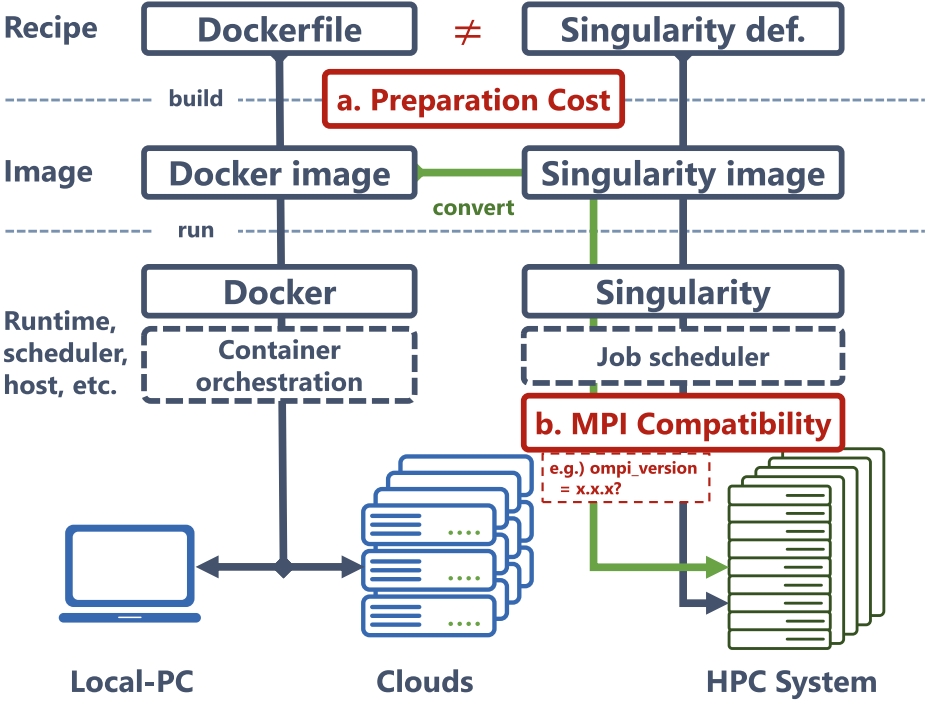 Recipe
Dockerfile
≠
Singularity def.
build
a. Preparation Cost
Image
Docker image
Singularity image
convert
run
Docker
Singularity
Runtime,
scheduler,
host, etc.
Container
orchestration
Job scheduler
b. MPI Compatibility
e.g.) ompi_version
= x.x.x?
Local-PC
Clouds
HPC System